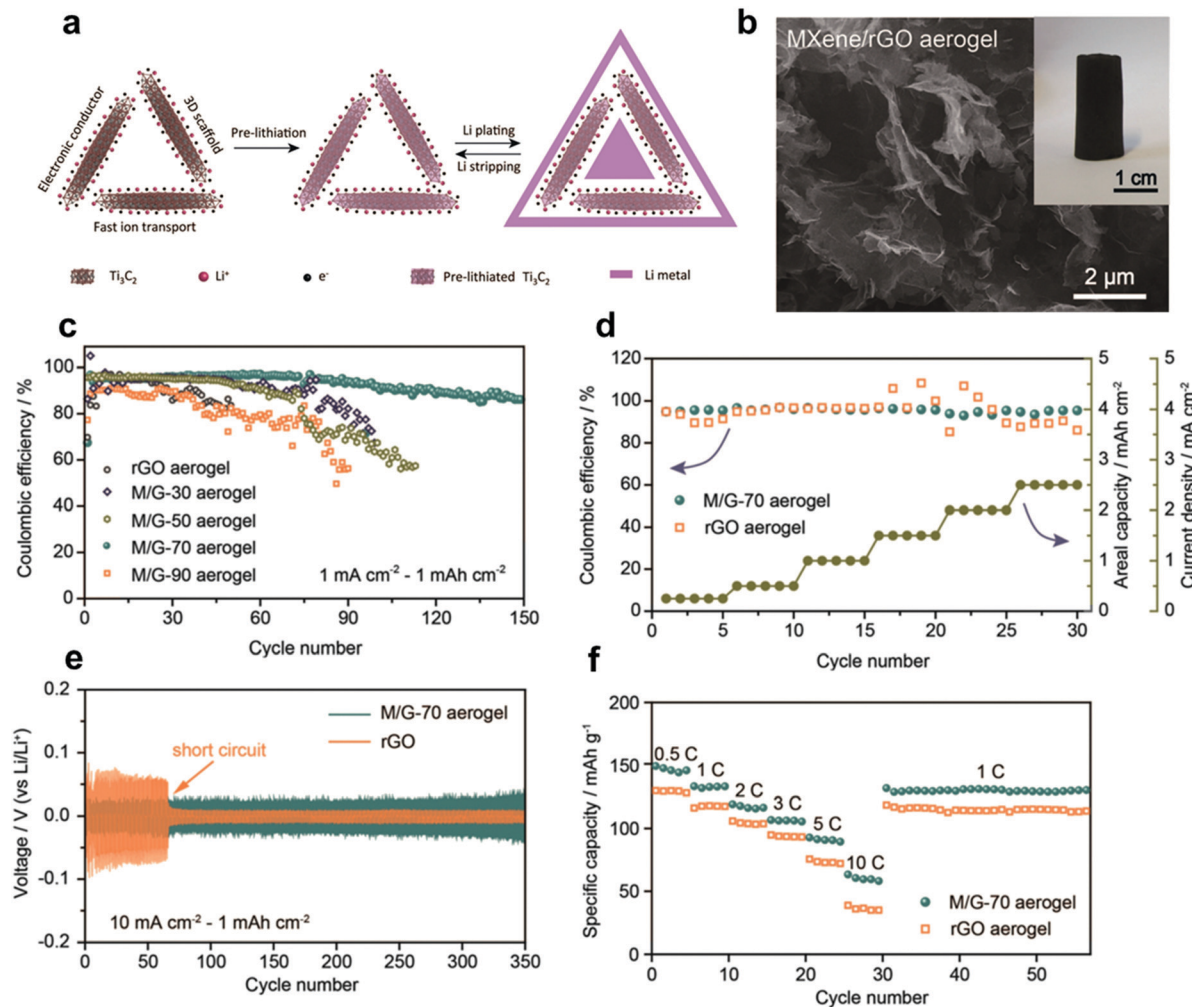 a
Electronic conductor
3D scaffold
Fast ion transport
Pre-lithiation
Li plating
Li stripping
Ti₃C₂
Li⁺
e⁻
Pre-lithiated Ti₃C₂
Li metal
b
MXene/rGO aerogel
1 cm
2 μm
c
Coulombic efficiency / %
100
80
60
40
20
0
rGO aerogel
M/G-30 aerogel
M/G-50 aerogel
M/G-70 aerogel
M/G-90 aerogel
1 mA cm⁻² - 1 mAh cm⁻²
0 30 60 90 120 150
Cycle number
d
Coulombic efficiency / %
120
100
80
60
40
20
0
M/G-70 aerogel
rGO aerogel
0 5 10 15 20 25 30
Cycle number
5
4
3
2
1
0
Areal capacity / mAh cm⁻²
5
4
3
2
1
0
Current density / mA cm⁻²
e
Voltage / V (vs Li/Li⁺)
0.2
0.1
0.0
-0.1
-0.2
M/G-70 aerogel
rGO
short circuit
10 mA cm⁻² - 1 mAh cm⁻²
0 50 100 150 200 250 300 350
Cycle number
f
Specific capacity / mAh g⁻¹
200
150
100
50
0
0.5 C
1 C
2 C
3 C
5 C
10 C
1 C
M/G-70 aerogel
rGO aerogel
0 10 20 30 40 50
Cycle number